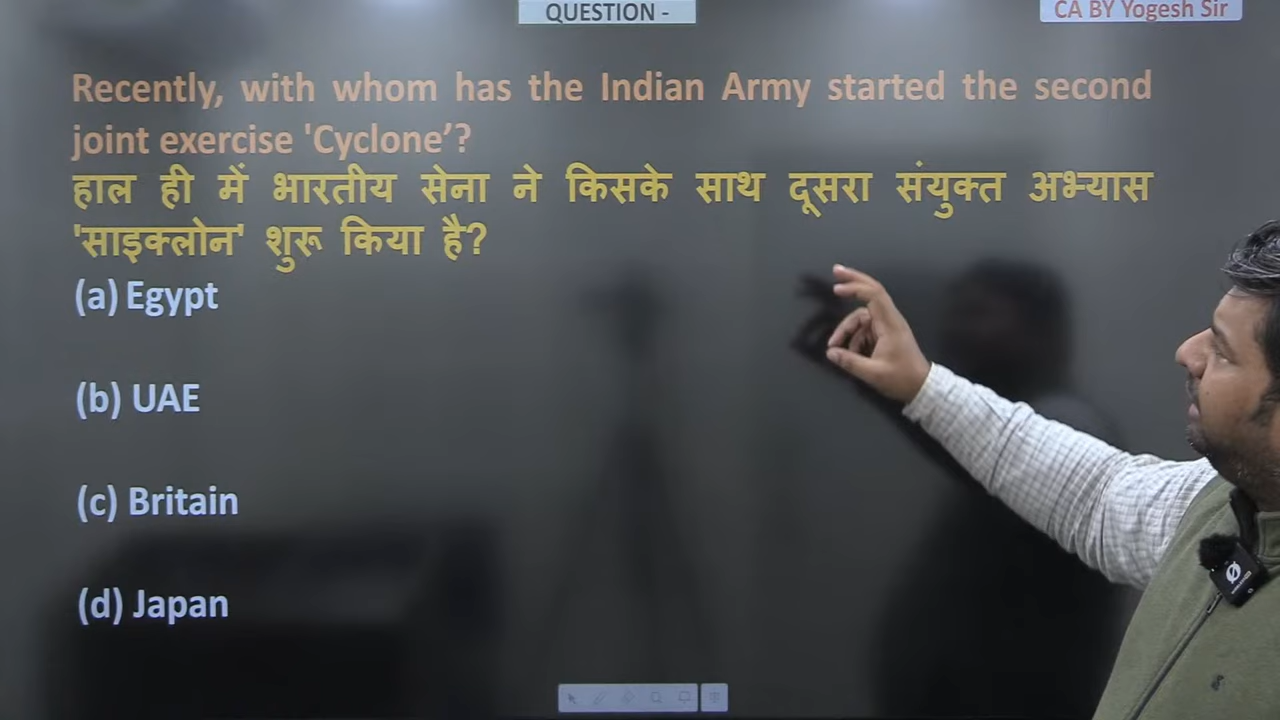 QUESTION -
CA BY Yogesh Sir
Recently, with whom has the Indian Army started the second
joint exercise 'Cyclone’?
हाल ही में भारतीय सेना ने किसके साथ दूसरा संयुक्त अभ्यास
'साइक्लोन' शुरू किया है?
(a) Egypt
(b) UAE
(c) Britain
(d) Japan